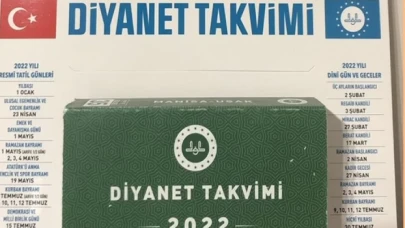 DİYANET TAKVİMİ
2022 YILI
RESMİ TATİL GÜNLERİ
YILBAŞI
1 OCAK
ULUSAL EGEMENLİK VE
ÇOCUK BAYRAMI
23 NİSAN
EMEK VE
DAYANIŞMA GÜNÜ
1 MAYIS
RAMAZAN BAYRAMI
2, 3, 4 MAYIS
ATATÜRK'Ü ANMA
GENÇLİK VE SPOR BAYRAMI
19 MAYIS
KURBAN BAYRAMI
10, 11, 12 TEMMUZ
DEMOKRASİ VE
MİLLİ BİRLİK GÜNÜ
15 TEMMUZ
2022 YILI
DİNÎ GÜN VE GECELER
ÜÇ AYLARIN BAŞLANGICI
2 ŞUBAT
REGAİB KANDİLİ
3 ŞUBAT
MİRAC KANDİLİ
27 ŞUBAT
BERAT KANDİLİ
17 MART
RAMAZAN BAŞLANGICI
2 NİSAN
KADİR GECESİ
27 NİSAN
RAMAZAN BAYRAMI
2, 3, 4 MAYIS
KURBAN BAYRAMI
9, 10, 11, 12 TEMMUZ
HİCRÎ YILBAŞI
30 TEMMUZ
MANİSA-UŞAK
DİYANET TAKVİMİ
2022